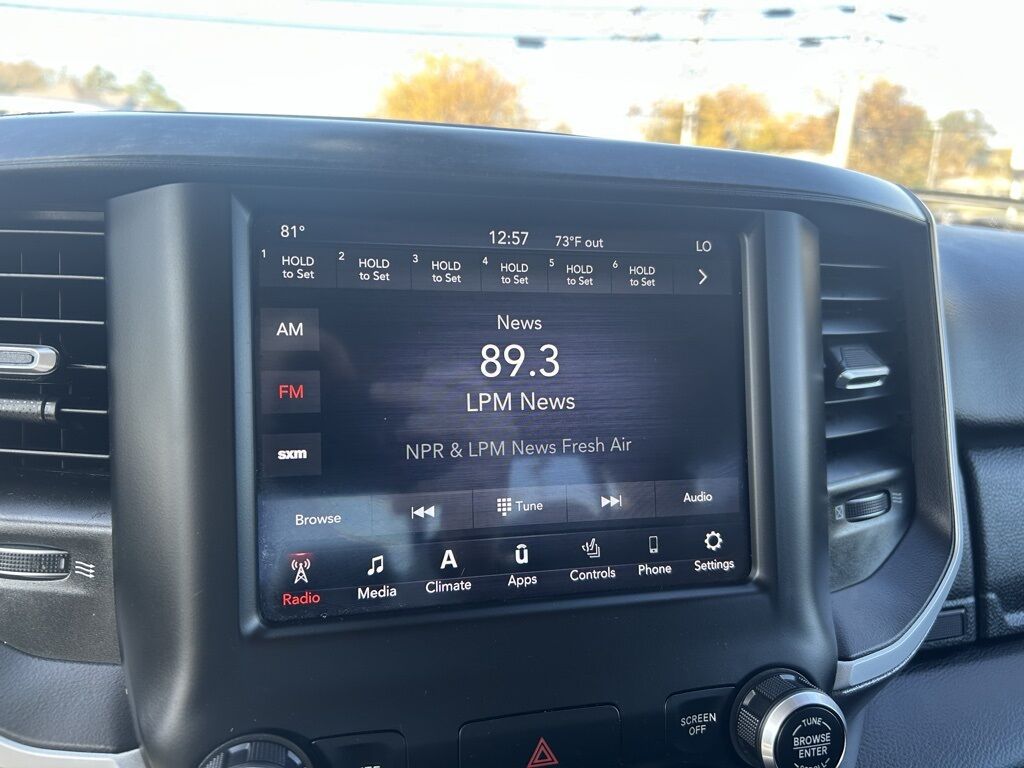 81° 12:57 73°F out LO
1 HOLD to Set 2 HOLD to Set 3 HOLD to Set 4 HOLD to Set 5 HOLD to Set 6 HOLD to Set
AM
FM
sxm
News
89.3
LPM News
NPR & LPM News Fresh Air
Browse Tune Audio
Radio Media A Climate Apps Controls Phone Settings
SCREEN
OFF
TUNE
BROWSE
ENTER